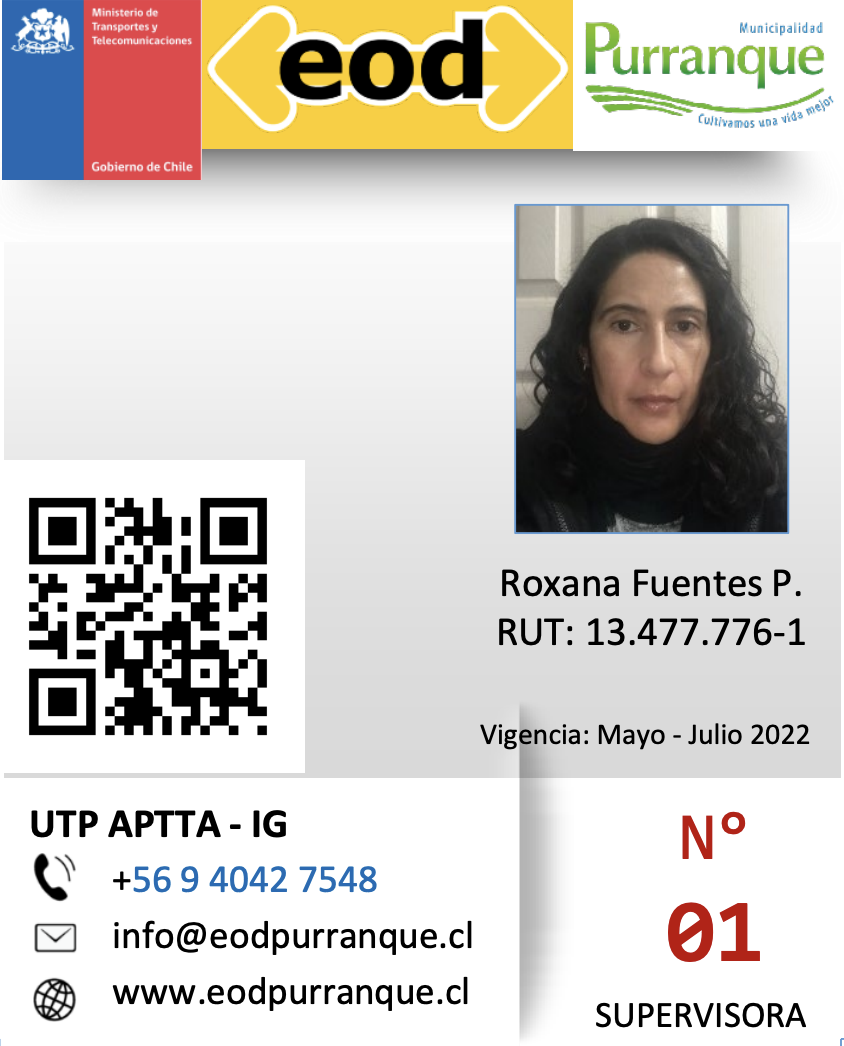 Ministerio de
Transportes y
Telecomunicaciones
Gobierno de Chile
eod
Municipalidad
Purranque
Cultivamos una vida mejor
Roxana Fuentes P.
RUT: 13.477.776-1
Vigencia: Mayo - Julio 2022
UTP APTTA - IG
+56 9 4042 7548
info@eodpurranque.cl
www.eodpurranque.cl
N°
01
SUPERVISORA